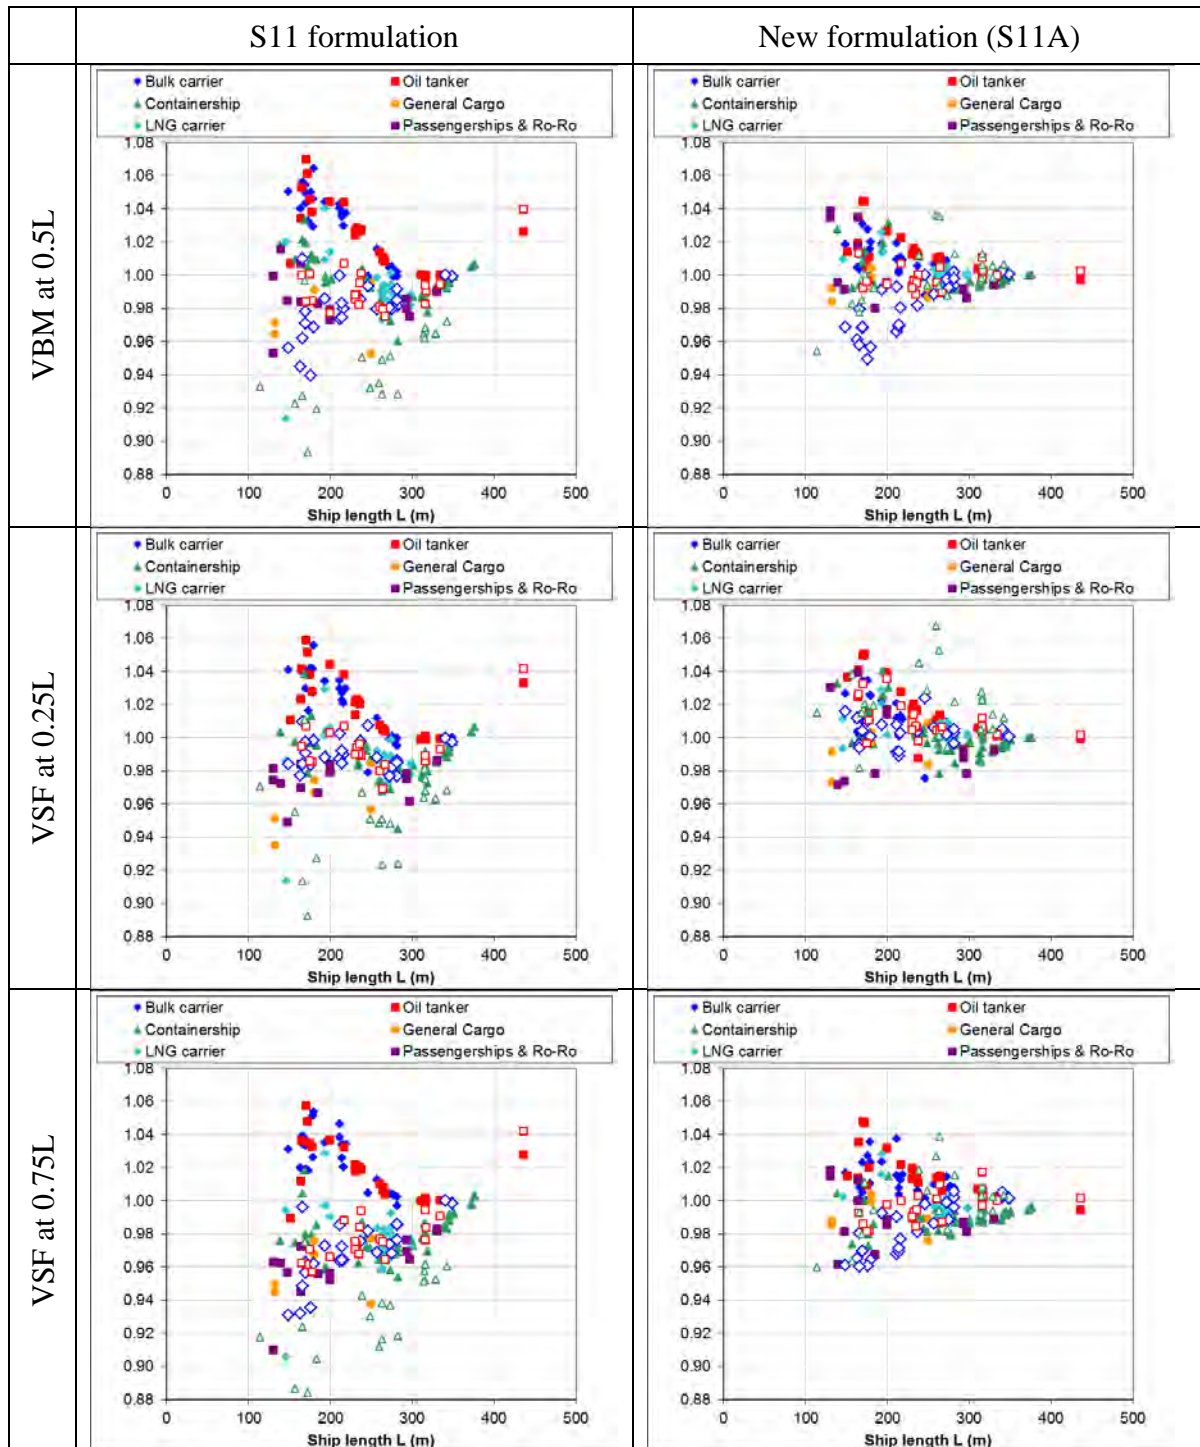 S11 formulation New formulation (S11A)
VBM at 0.5L
Bulk carrier Oil tanker
Containership General Cargo
LNG carrier Passengerships & Ro-Ro
1.08
1.06
1.04
1.02
1.00
0.98
0.96
0.94
0.92
0.90
0.88
0 100 200 300 400 500
Ship length L (m)
Bulk carrier Oil tanker
Containership General Cargo
LNG carrier Passengerships & Ro-Ro
1.08
1.06
1.04
1.02
1.00
0.98
0.96
0.94
0.92
0.90
0.88
0 100 200 300 400 500
Ship length L (m)
VSF at 0.25L
Bulk carrier Oil tanker
Containership General Cargo
LNG carrier Passengerships & Ro-Ro
1.08
1.06
1.04
1.02
1.00
0.98
0.96
0.94
0.92
0.90
0.88
0 100 200 300 400 500
Ship length L (m)
Bulk carrier Oil tanker
Containership General Cargo
LNG carrier Passengerships & Ro-Ro
1.08
1.06
1.04
1.02
1.00
0.98
0.96
0.94
0.92
0.90
0.88
0 100 200 300 400 500
Ship length L (m)
VSF at 0.75L
Bulk carrier Oil tanker
Containership General Cargo
LNG carrier Passengerships & Ro-Ro
1.08
1.06
1.04
1.02
1.00
0.98
0.96
0.94
0.92
0.90
0.88
0 100 200 300 400 500
Ship length L (m)
Bulk carrier Oil tanker
Containership General Cargo
LNG carrier Passengerships & Ro-Ro
1.08
1.06
1.04
1.02
1.00
0.98
0.96
0.94
0.92
0.90
0.88
0 100 200 300 400 500
Ship length L (m)